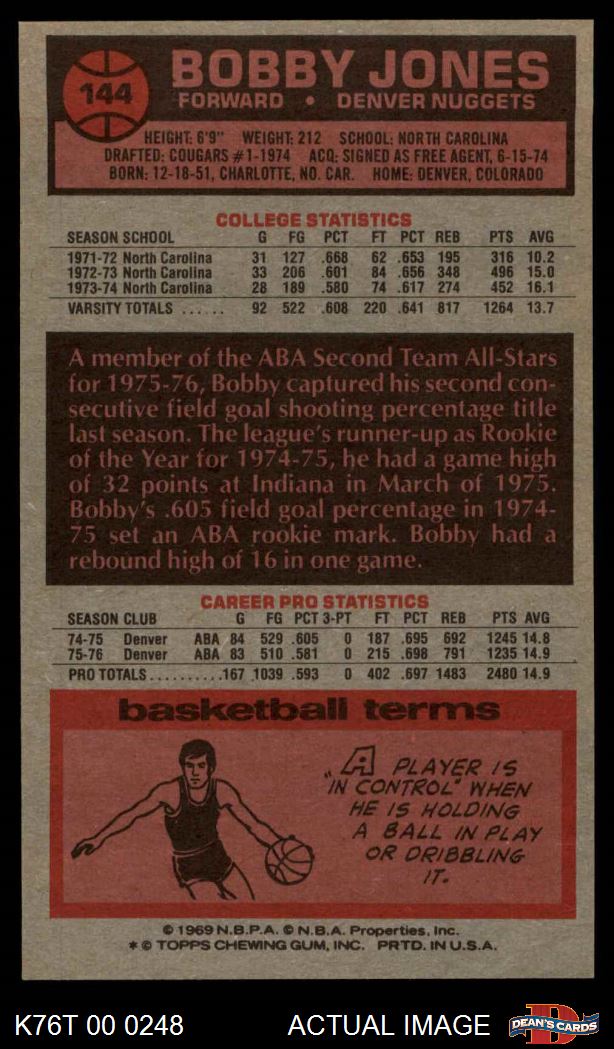 144
BOBBY JONES
FORWARD • DENVER NUGGETS
HEIGHT: 6'9" WEIGHT: 212 SCHOOL: NORTH CAROLINA
DRAFTED: COUGARS #1-1974 ACQ: SIGNED AS FREE AGENT, 6-15-74
BORN: 12-18-51, CHARLOTTE, NO. CAR. HOME: DENVER, COLORADO
COLLEGE STATISTICS
SEASON SCHOOL G FG PCT FT PCT REB PTS AVG
1971-72 North Carolina 31 127 .668 62 .653 195 316 10.2
1972-73 North Carolina 33 206 .601 84 .656 348 496 15.0
1973-74 North Carolina 28 189 .580 74 .617 274 452 16.1
VARSITY TOTALS ...... 92 522 .608 220 .641 817 1264 13.7
A member of the ABA Second Team All-Stars
for 1975-76, Bobby captured his second con-
secutive field goal shooting percentage title
last season. The league's runner-up as Rookie
of the Year for 1974-75, he had a game high
of 32 points at Indiana in March of 1975.
Bobby's .605 field goal percentage in 1974-
75 set an ABA rookie mark. Bobby had a
rebound high of 16 in one game.
CAREER PRO STATISTICS
SEASON CLUB G FG PCT 3-PT FT PCT REB PTS AVG
74-75 Denver ABA 84 529 .605 0 187 .695 692 1245 14.8
75-76 Denver ABA 83 510 .581 0 215 .698 791 1235 14.9
PRO TOTALS..........167 1039 .593 0 402 .697 1483 2480 14.9
basketball terms
A PLAYER IS
"IN CONTROL" WHEN
HE IS HOLDING
A BALL IN PLAY
OR DRIBBLING
IT.
© 1969 N.B.P.A. © N.B.A. Properties, Inc.
* © TOPPS CHEWING GUM, INC. PRTD. IN U.S.A.
K76T 00 0248 ACTUAL IMAGE
D
DEAN'S CARDS